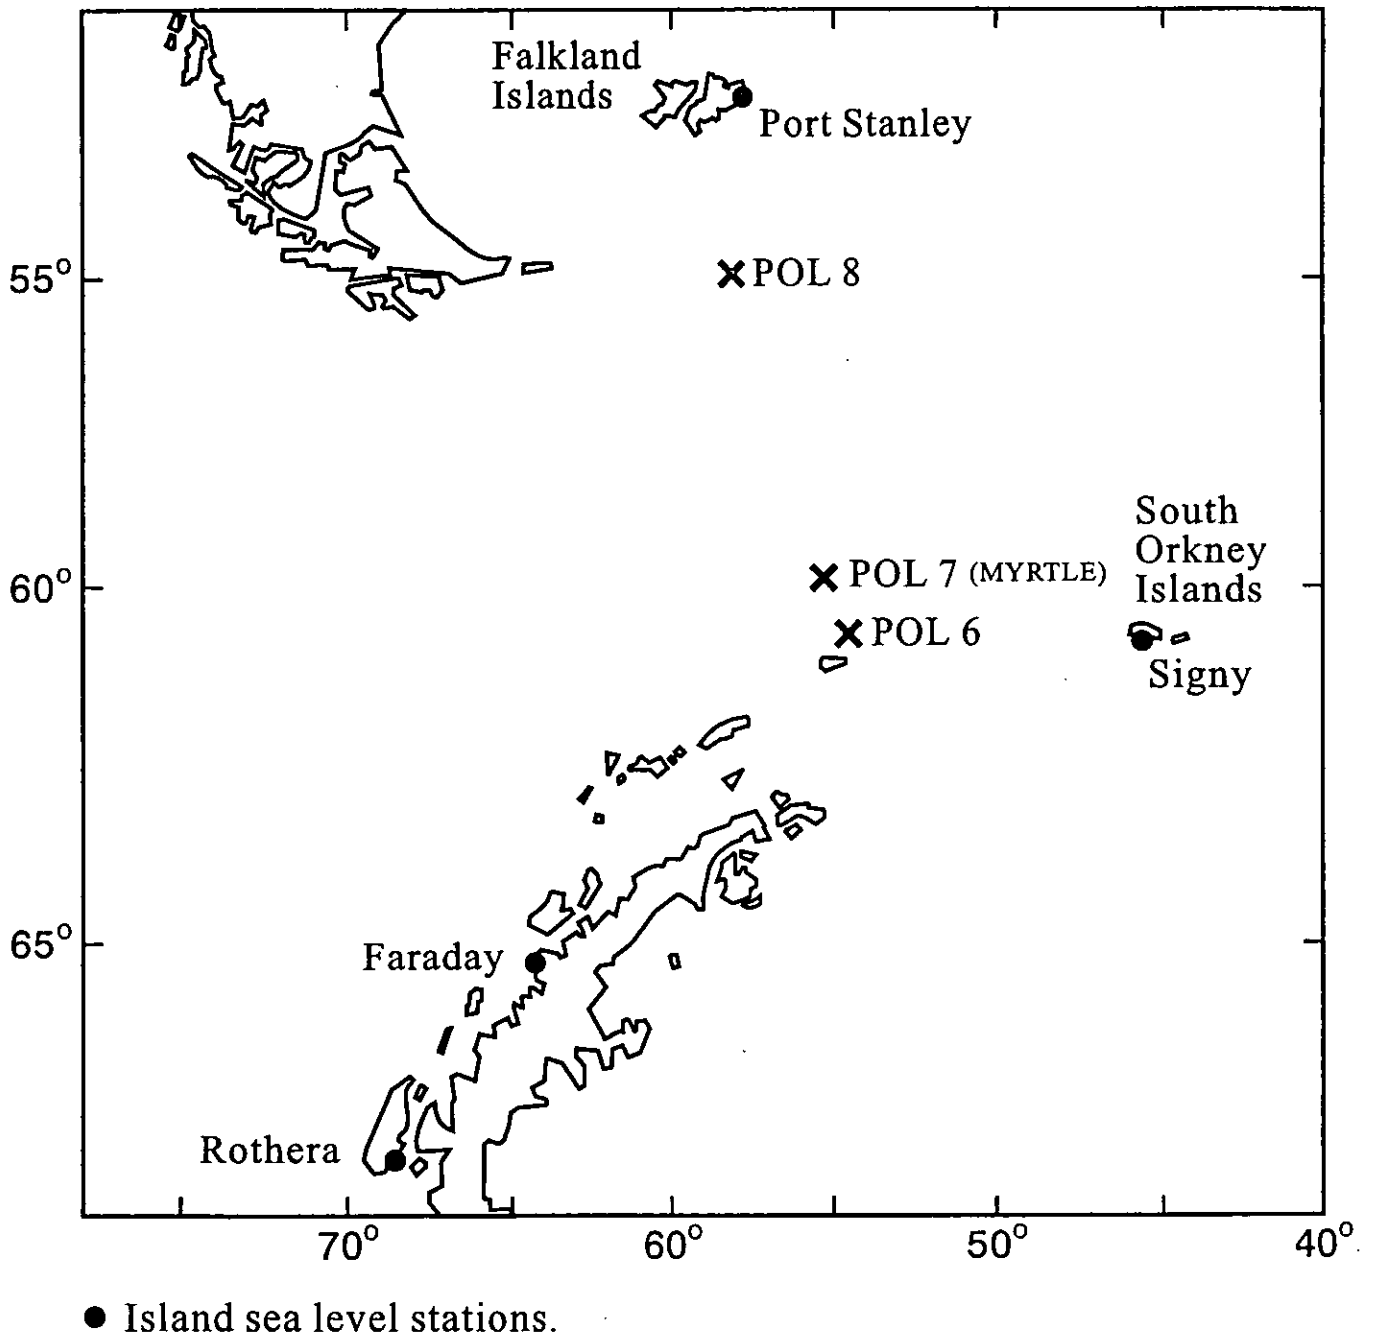 Falkland
Islands
Port Stanley
55°
POL 8
South
Orkney
Islands
60°
POL 7 (MYRTLE)
POL 6
Signy
65°
Faraday
Rothera
70°
60°
50°
40°
● Island sea level stations.